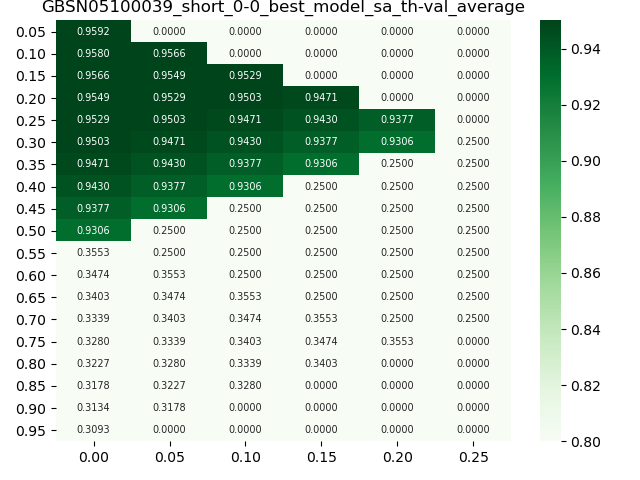 GBSN05100039_short_0-0_best_model_sa_th-val_average
0.05 0.9592 0.0000 0.0000 0.0000 0.0000 0.0000
0.10 0.9580 0.9566 0.0000 0.0000 0.0000 0.0000
0.15 0.9566 0.9549 0.9529 0.0000 0.0000 0.0000
0.20 0.9549 0.9529 0.9503 0.9471 0.0000 0.0000
0.25 0.9529 0.9503 0.9471 0.9430 0.9377 0.0000
0.30 0.9503 0.9471 0.9430 0.9377 0.9306 0.2500
0.35 0.9471 0.9430 0.9377 0.9306 0.2500 0.2500
0.40 0.9430 0.9377 0.9306 0.2500 0.2500 0.2500
0.45 0.9377 0.9306 0.2500 0.2500 0.2500 0.2500
0.50 0.9306 0.2500 0.2500 0.2500 0.2500 0.2500
0.55 0.3553 0.2500 0.2500 0.2500 0.2500 0.2500
0.60 0.3474 0.3553 0.2500 0.2500 0.2500 0.2500
0.65 0.3403 0.3474 0.3553 0.2500 0.2500 0.2500
0.70 0.3339 0.3403 0.3474 0.3553 0.2500 0.2500
0.75 0.3280 0.3339 0.3403 0.3474 0.3553 0.0000
0.80 0.3227 0.3280 0.3339 0.3403 0.0000 0.0000
0.85 0.3178 0.3227 0.3280 0.0000 0.0000 0.0000
0.90 0.3134 0.3178 0.0000 0.0000 0.0000 0.0000
0.95 0.3093 0.0000 0.0000 0.0000 0.0000 0.0000
0.00 0.05 0.10 0.15 0.20 0.25
0.94
0.92
0.90
0.88
0.86
0.84
0.82
0.80